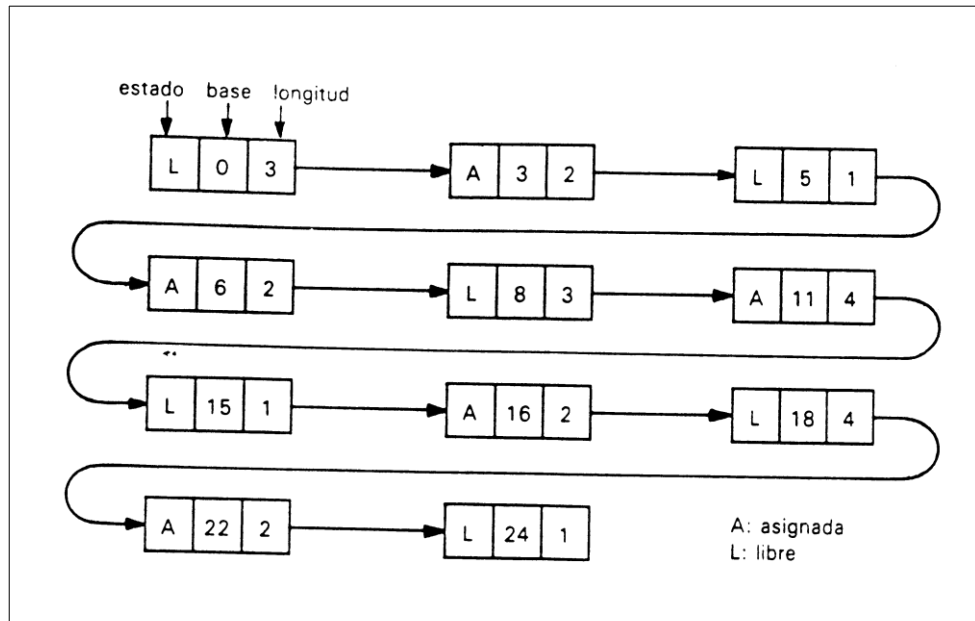 estado base longitud
L 0 3
A 3 2
L 5 1
A 6 2
L 8 3
A 11 4
L 15 1
A 16 2
L 18 4
A 22 2
L 24 1
A: asignada
L: libre